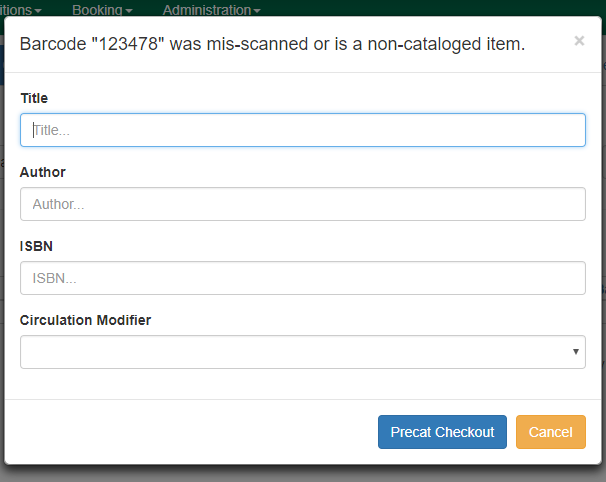 Booking Administration
Barcode "123478" was mis-scanned or is a non-cataloged item. ×
Title
Title...
Author
Author...
ISBN
ISBN...
Circulation Modifier
Precat Checkout Cancel